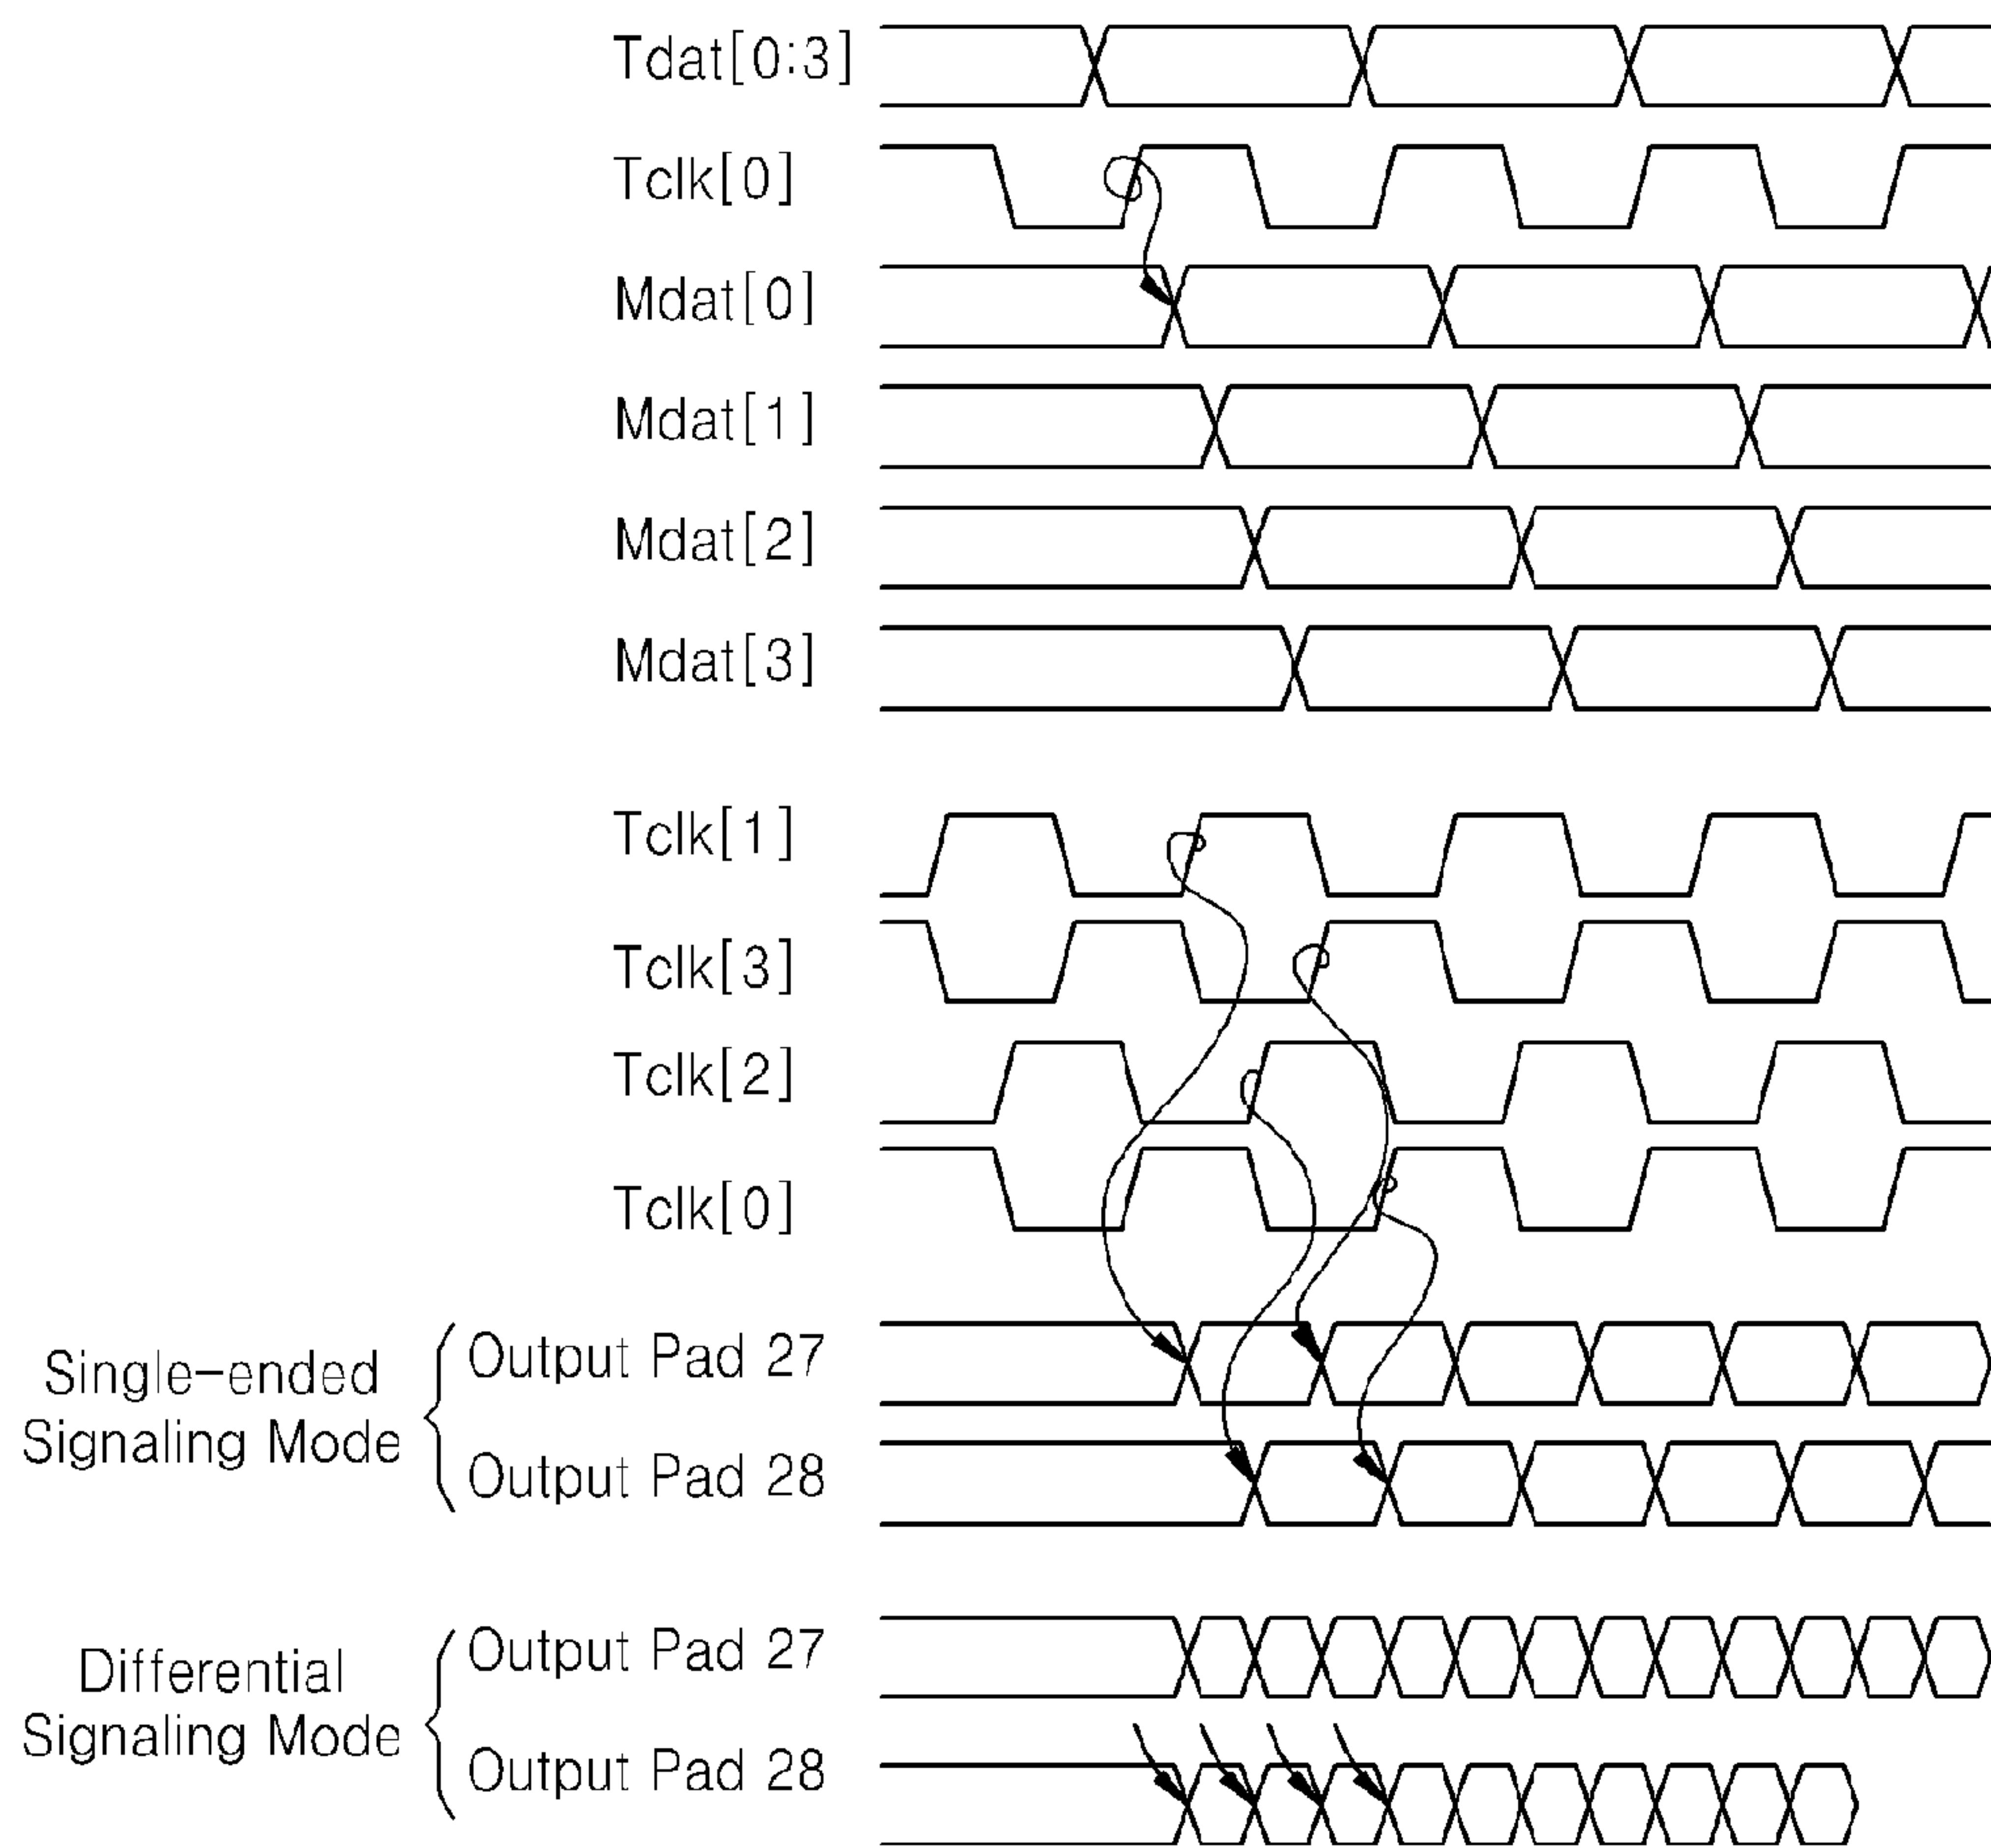 Tdat[0:3]
Tclk[0]
Mdat[0]
Mdat[1]
Mdat[2]
Mdat[3]
Tclk[1]
Tclk[3]
Tclk[2]
Tclk[0]
Single-ended
Signaling Mode
Output Pad 27
Output Pad 28
Differential
Signaling Mode
Output Pad 27
Output Pad 28